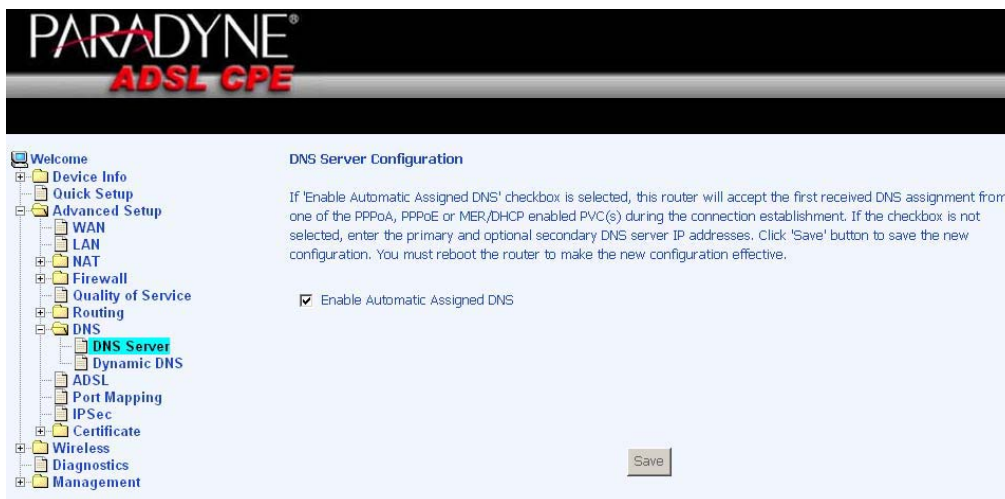 PARADYNE®
ADSL CPE
Welcome
Device Info
Quick Setup
Advanced Setup
WAN
LAN
NAT
Firewall
Quality of Service
Routing
DNS
DNS Server
Dynamic DNS
ADSL
Port Mapping
IPSec
Certificate
Wireless
Diagnostics
Management
DNS Server Configuration
If 'Enable Automatic Assigned DNS' checkbox is selected, this router will accept the first received DNS assignment from
one of the PPPoA, PPPoE or MER/DHCP enabled PVC(s) during the connection establishment. If the checkbox is not
selected, enter the primary and optional secondary DNS server IP addresses. Click 'Save' button to save the new
configuration. You must reboot the router to make the new configuration effective.
Enable Automatic Assigned DNS
Save